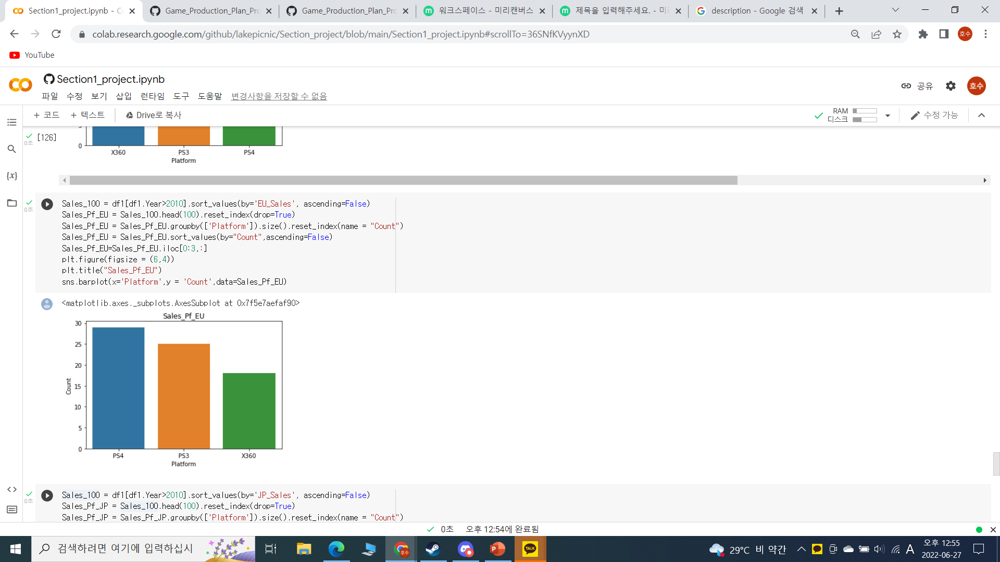 Section1_project.ipynb - C
Game_Production_Plan_Pro
Game_Production_Plan_Pro
워크스페이스 - 미리캔버스
제목을 입력해주세요. - 미리
description - Google 검색
colab.research.google.com/github/lakepicnic/Section_project/blob/main/Section1_project.ipynb#scrollTo=36SNfKVyynXD
호수
YouTube
Section1_project.ipynb
파일 수정 보기 삽입 런타임 도구 도움말 변경사항을 저장할 수 없음
공유
호수
+ 코드 + 텍스트 Drive로 복사
RAM
디스크
수정 가능
0초
[126]
0
X360 PS3 PS4
Platform
{x}
0초
Sales_100 = df1[df1.Year>2010].sort_values(by='EU_Sales', ascending=False)
Sales_Pf_EU = Sales_100.head(100).reset_index(drop=True)
Sales_Pf_EU = Sales_Pf_EU.groupby(['Platform']).size().reset_index(name = "Count")
Sales_Pf_EU = Sales_Pf_EU.sort_values(by="Count",ascending=False)
Sales_Pf_EU=Sales_Pf_EU.iloc[0:3,:]
plt.figure(figsize = (6,4))
plt.title("Sales_Pf_EU")
sns.barplot(x='Platform',y = 'Count',data=Sales_Pf_EU)
<matplotlib.axes._subplots.AxesSubplot at 0x7f5e7aefaf90>
Sales_Pf_EU
30
25
20
15
10
5
0
Count
PS4 PS3 X360
Platform
0초
Sales_100 = df1[df1.Year>2010].sort_values(by='JP_Sales', ascending=False)
Sales_Pf_JP = Sales_100.head(100).reset_index(drop=True)
Sales_Pf_JP = Sales_Pf_JP.groupby(['Platform']).size().reset_index(name = "Count")
0초 오후 12:54에 완료됨
검색하려면 여기에 입력하십시
호수
TALK
29°C 비 약간
A
오후 12:55
2022-06-27